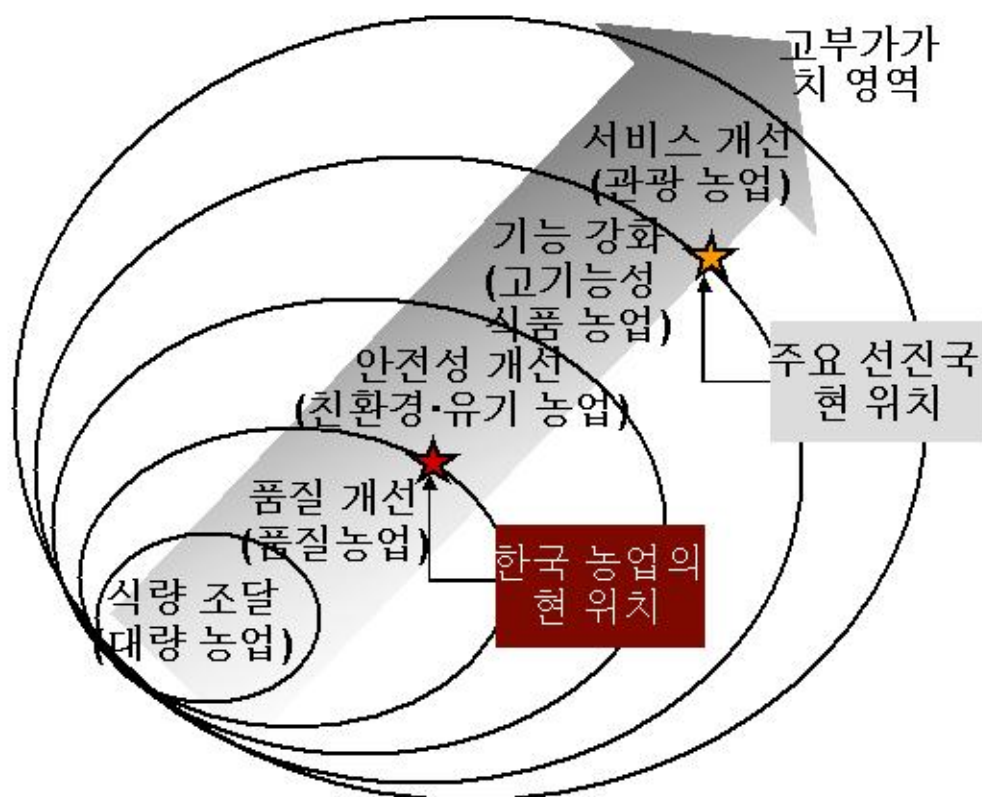 고부가가
치 영역
서비스 개선
(관광 농업)
기능 강화
(고기능성
식품 농업)
주요 선진국
현 위치
안전성 개선
(친환경·유기 농업)
품질 개선
(품질농업)
한국 농업의
현 위치
식량 조달
(대량 농업)